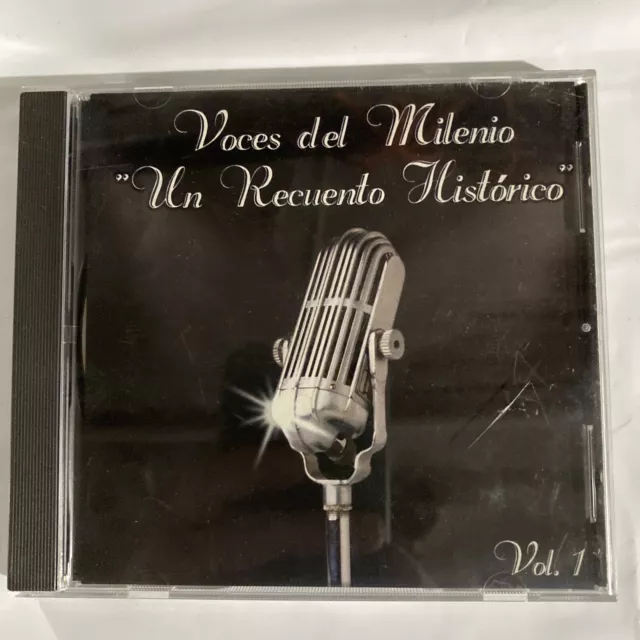 Voces del Milenio
"Un Recuento Histórico"
Vol. 1